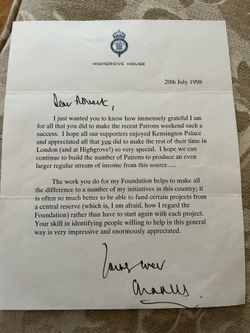 HIGHGROVE HOUSE
20th July 1998
Dear
I just wanted you to know how immensely grateful I am
for all that you did to make the recent Patrons weekend such
a success. I hope all our supporters enjoyed Kensington Palace
and appreciated all that you did to make the rest of their time in
London (and at Highgrove!) so very special. I hope we can
continue to build the number of Patrons to produce an even
larger regular stream of income from this source.....
The work you do for my Foundation helps to make all
the difference to a number of my initiatives in this country; it
is often so much better to be able to fund certain projects from
a central reserve (which is, I am afraid, how I regard the
Foundation) rather than have to start again with each project.
Your skill in identifying people willing to help in this general
way is very impressive and enormously appreciated.
Yours ever
Charles